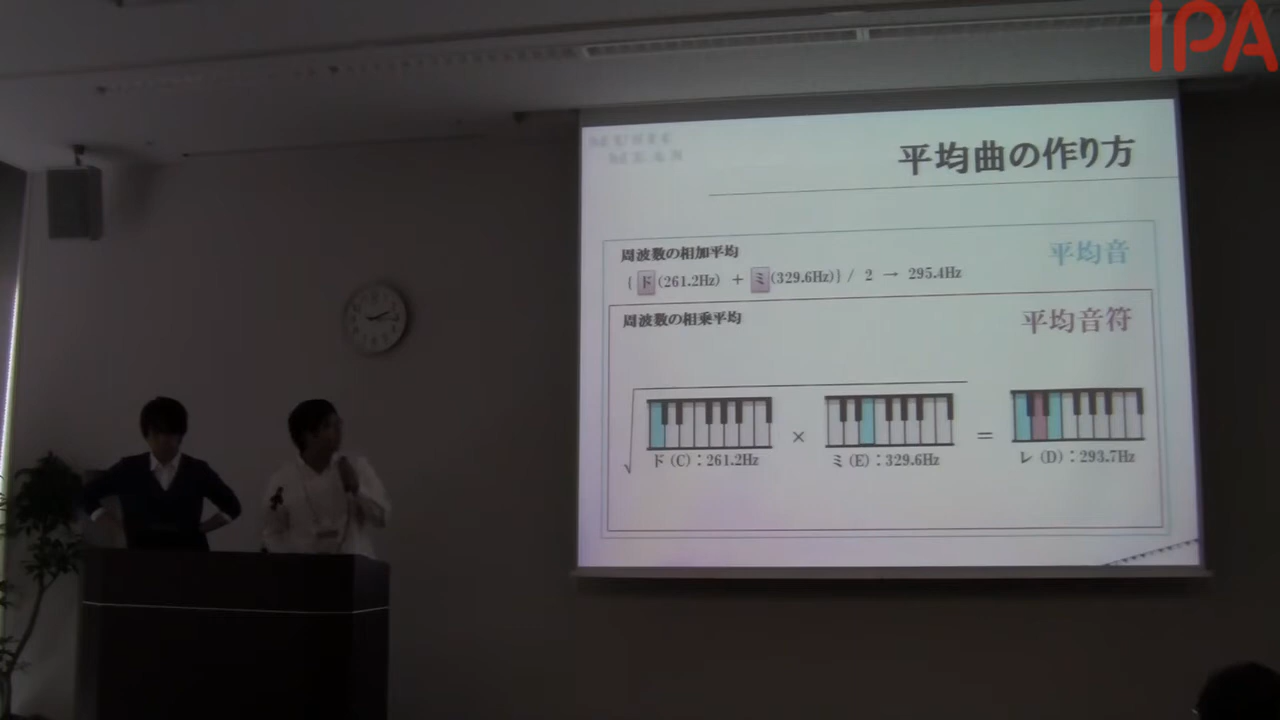 IPA
MUSIC
MEAN
平均曲の作り方
周波数の相加平均
平均音
{ ド(261.2Hz) + ミ(329.6Hz)} / 2 → 295.4Hz
周波数の相乗平均
平均音符
√ × =
ド (C)：261.2Hz ミ (E)：329.6Hz レ (D)：293.7Hz